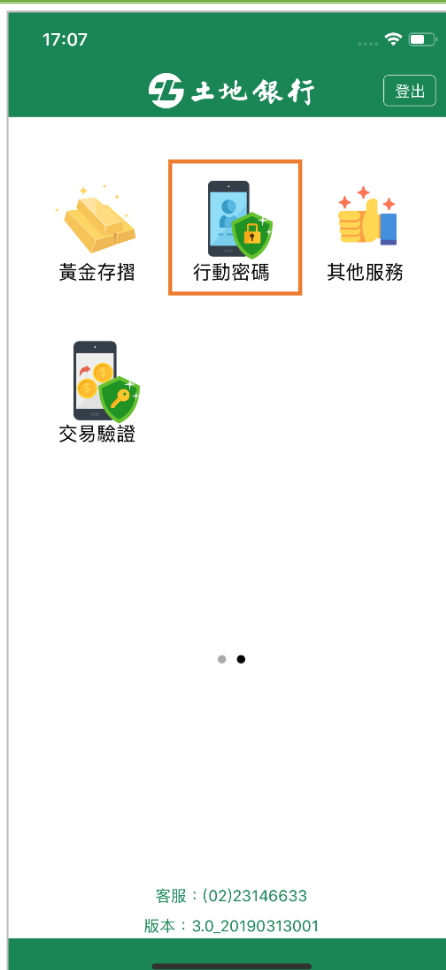 17:07
土地銀行
登出
黃金存摺
行動密碼
其他服務
交易驗證
客服：(02)23146633
版本：3.0_20190313001